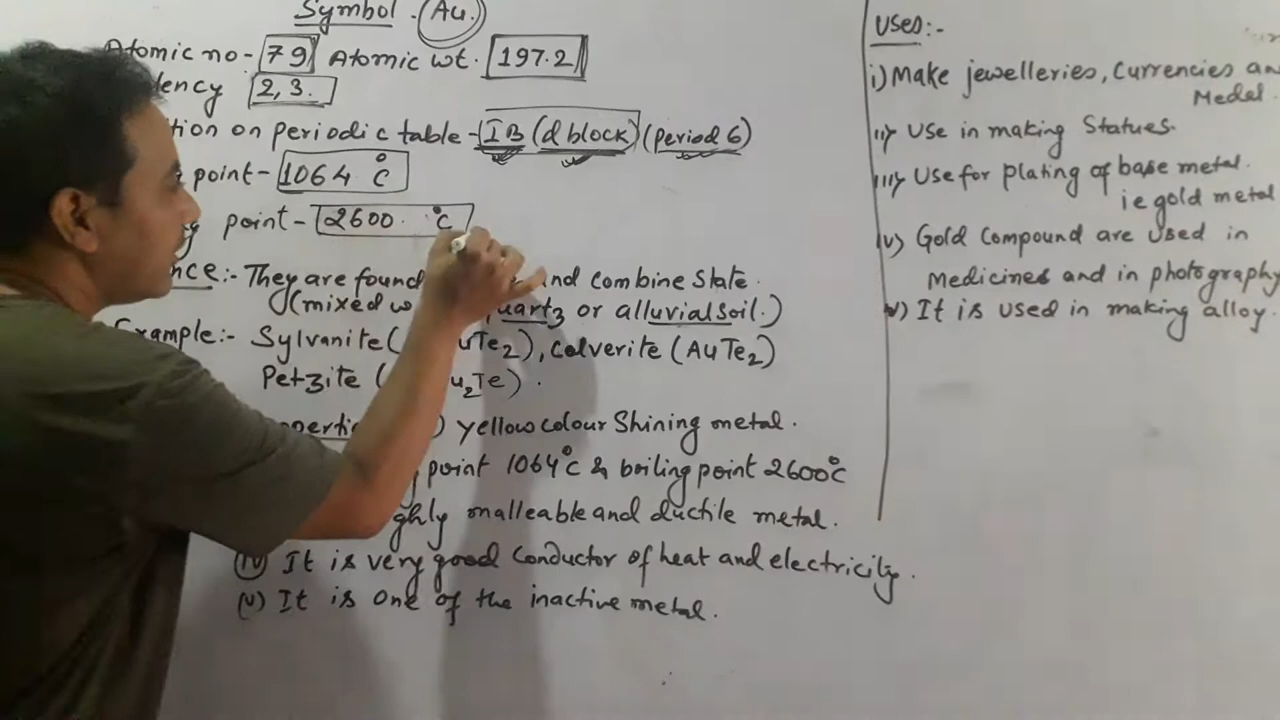 Symbol - Au.
Atomic no - 79 Atomic wt. 197.2
ency 2, 3.
tion on periodic table - IB (d block) (period 6)
point - 1064 °C
point - 2600 °C
nce:- They are found and combine State.
(mixed w uartz or alluvial soil.)
Example:- Sylvanite ( uTe2), calverite (AuTe2)
Petzite ( u2Te).
operti ) yellow colour Shining metal.
point 1064°C & boiling point 2600°C
ghly malleable and ductile metal.
(iv) It is very good Conductor of heat and electricity.
(v) It is one of the inactive metal.
Uses:-
i) Make jewelleries, Currencies an
Medal.
ii) Use in making Statues.
iii) Use for plating of base metal.
ie gold metal
iv) Gold Compound are used in
Medicines and in photography
v) It is used in making alloy.